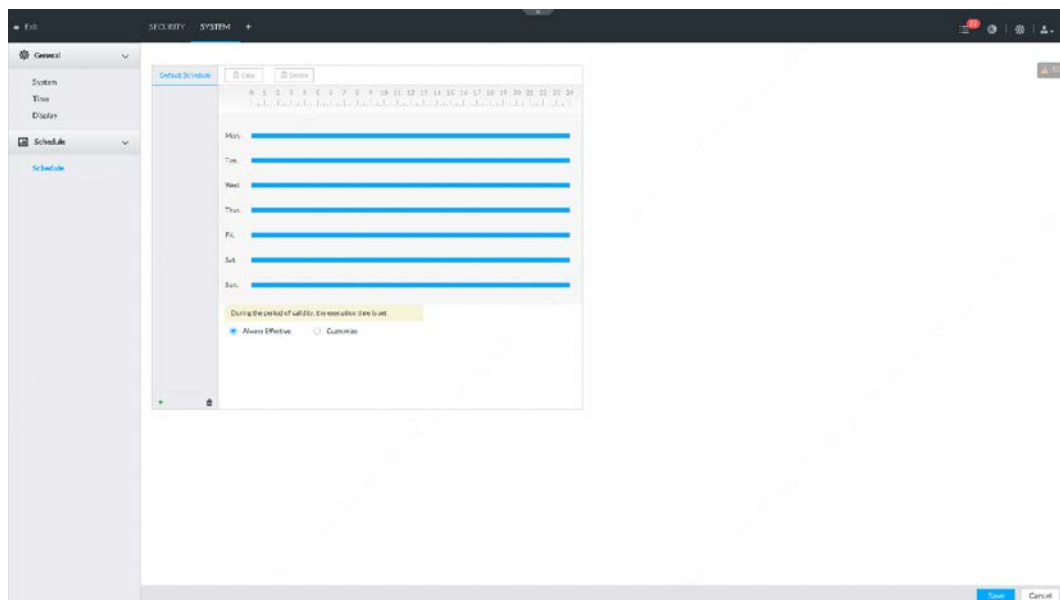 Exit
SECURITY SYSTEM +
22
General
System
Time
Display
Schedule
Schedule
Default Schedule
Clear
Delete
0 1 2 3 4 5 6 7 8 9 10 11 12 13 14 15 16 17 18 19 20 21 22 23 24
Mon.
Tue.
Wed.
Thur.
Fri.
Sat.
Sun.
During the period of validity, the execution time is set
Always Effective
Customize
Save
Cancel